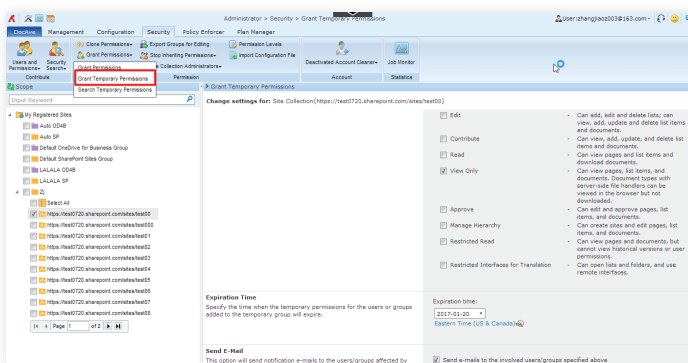 Administrator > Security > Grant Temporary Permissions
User:zhangjiaoz003@163.com
DocAve Management Configuration Security Policy Enforcer Plan Manager
Users and Permissions
Security Search
Clone Permissions
Grant Permissions
Export Groups for Editing
Stop Inheriting Permissions
Collection Administrators
Permission Levels
Import Configuration File
Deactivated Account Cleaner
Job Monitor
Grant Permissions
Grant Temporary Permissions
Search Temporary Permissions
Contribute Permission Account Statistics
Scope
> Grant Temporary Permissions
Input Keyword
Change settings for: Site Collection(https://test0720.sharepoint.com/sites/test00)
My Registered Sites
Auto OD4B
Auto SP
Default OneDrive for Business Group
Default SharePoint Sites Group
LALALA OD4B
LALALA SP
Zj
Select All
https://test0720.sharepoint.com/sites/test00
https://test0720.sharepoint.com/sites/test000
https://test0720.sharepoint.com/sites/test01
https://test0720.sharepoint.com/sites/test02
https://test0720.sharepoint.com/sites/test03
https://test0720.sharepoint.com/sites/test04
https://test0720.sharepoint.com/sites/test05
https://test0720.sharepoint.com/sites/test06
https://test0720.sharepoint.com/sites/test07
https://test0720.sharepoint.com/sites/test08
Page 1 of 2
Edit - Can add, edit and delete lists; can
view, add, update and delete list items
and documents.
Contribute - Can view, add, update, and delete list
items and documents.
Read - Can view pages and list items and
download documents.
View Only - Can view pages, list items, and
documents. Document types with
server-side file handlers can be
viewed in the browser but not
downloaded.
Approve - Can edit and approve pages, list
items, and documents.
Manage Hierarchy - Can create sites and edit pages, list
items, and documents.
Restricted Read - Can view pages and documents, but
cannot view historical versions or user
permissions.
Restricted Interfaces for Translation - Can open lists and folders, and use
remote interfaces.
Expiration Time
Specify the time when the temporary permissions for the users or groups
added to the temporary group will expire.
Expiration time:
2017-01-20
Eastern Time (US & Canada)
Send E-Mail
This option will send notification e-mails to the users/groups affected by
Send e-mails to the involved users/groups specified above